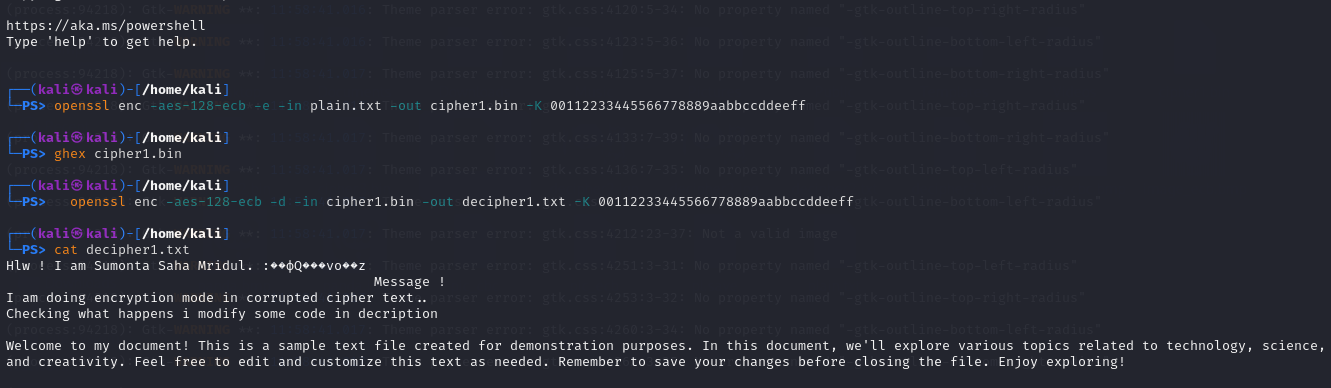 https://aka.ms/powershell
Type 'help' to get help.
┌──(kali㉿kali)-[/home/kali]
└─PS> openssl enc -aes-128-ecb -e -in plain.txt -out cipher1.bin -K 00112233445566778889aabbccddeeff
┌──(kali㉿kali)-[/home/kali]
└─PS> ghex cipher1.bin
┌──(kali㉿kali)-[/home/kali]
└─PS>   openssl enc -aes-128-ecb -d -in cipher1.bin -out decipher1.txt -K 00112233445566778889aabbccddeeff
┌──(kali㉿kali)-[/home/kali]
└─PS> cat decipher1.txt
Hlw ! I am Sumonta Saha Mridul. :��ϕQ���vo��z
Message !
I am doing encryption mode in corrupted cipher text..
Checking what happens i modify some code in decription
Welcome to my document! This is a sample text file created for demonstration purposes. In this document, we'll explore various topics related to technology, science,
and creativity. Feel free to edit and customize this text as needed. Remember to save your changes before closing the file. Enjoy exploring!